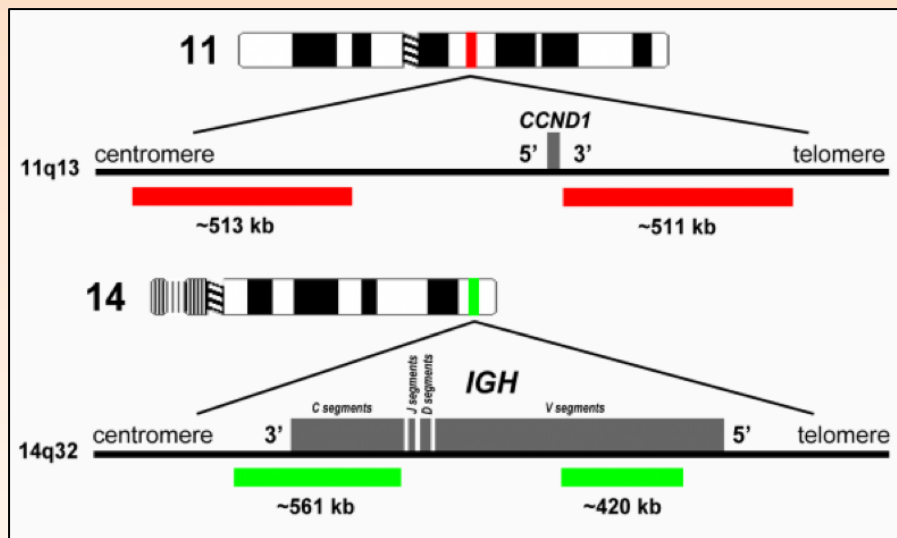 11
CCND1
centromere 5’ 3’ telomere
11q13
~513 kb ~511 kb
14
IGH
C segments J segments D segments V segments
centromere 3’ 5’ telomere
14q32
~561 kb ~420 kb